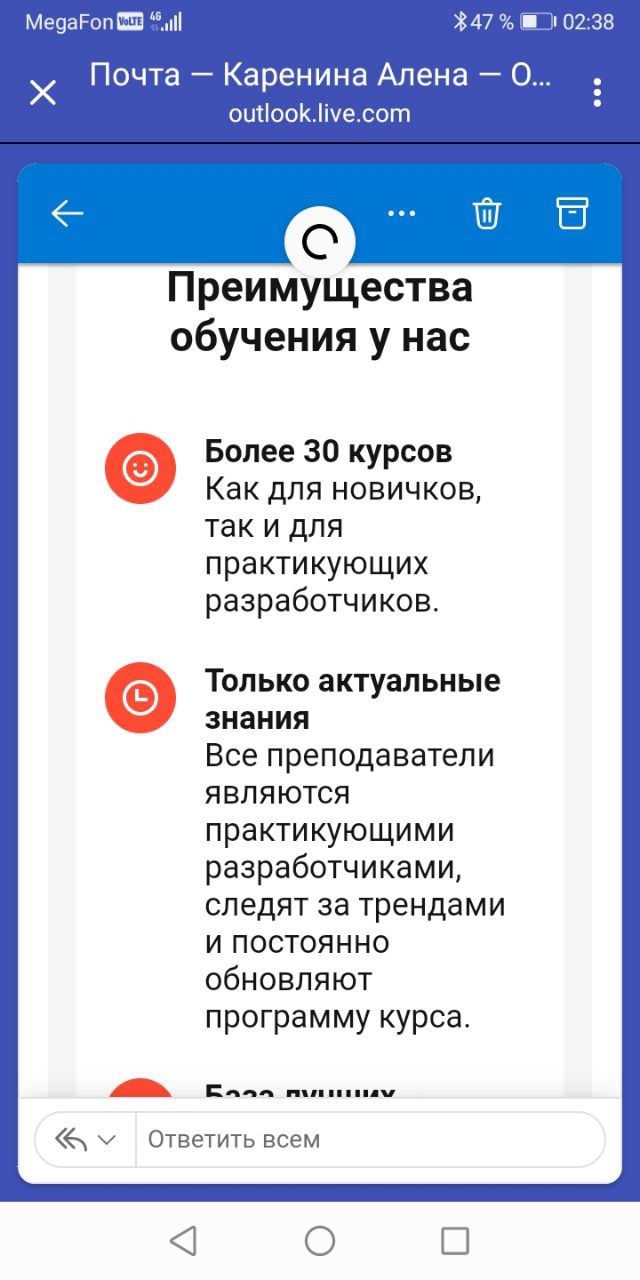 MegaFon VoLTE 4G 47 % 02:38
Почта — Каренина Алена — O...
outlook.live.com
Преимущества
обучения у нас
Более 30 курсов
Как для новичков,
так и для
практикующих
разработчиков.
Только актуальные
знания
Все преподаватели
являются
практикующими
разработчиками,
следят за трендами
и постоянно
обновляют
программу курса.
База лучших
Ответить всем